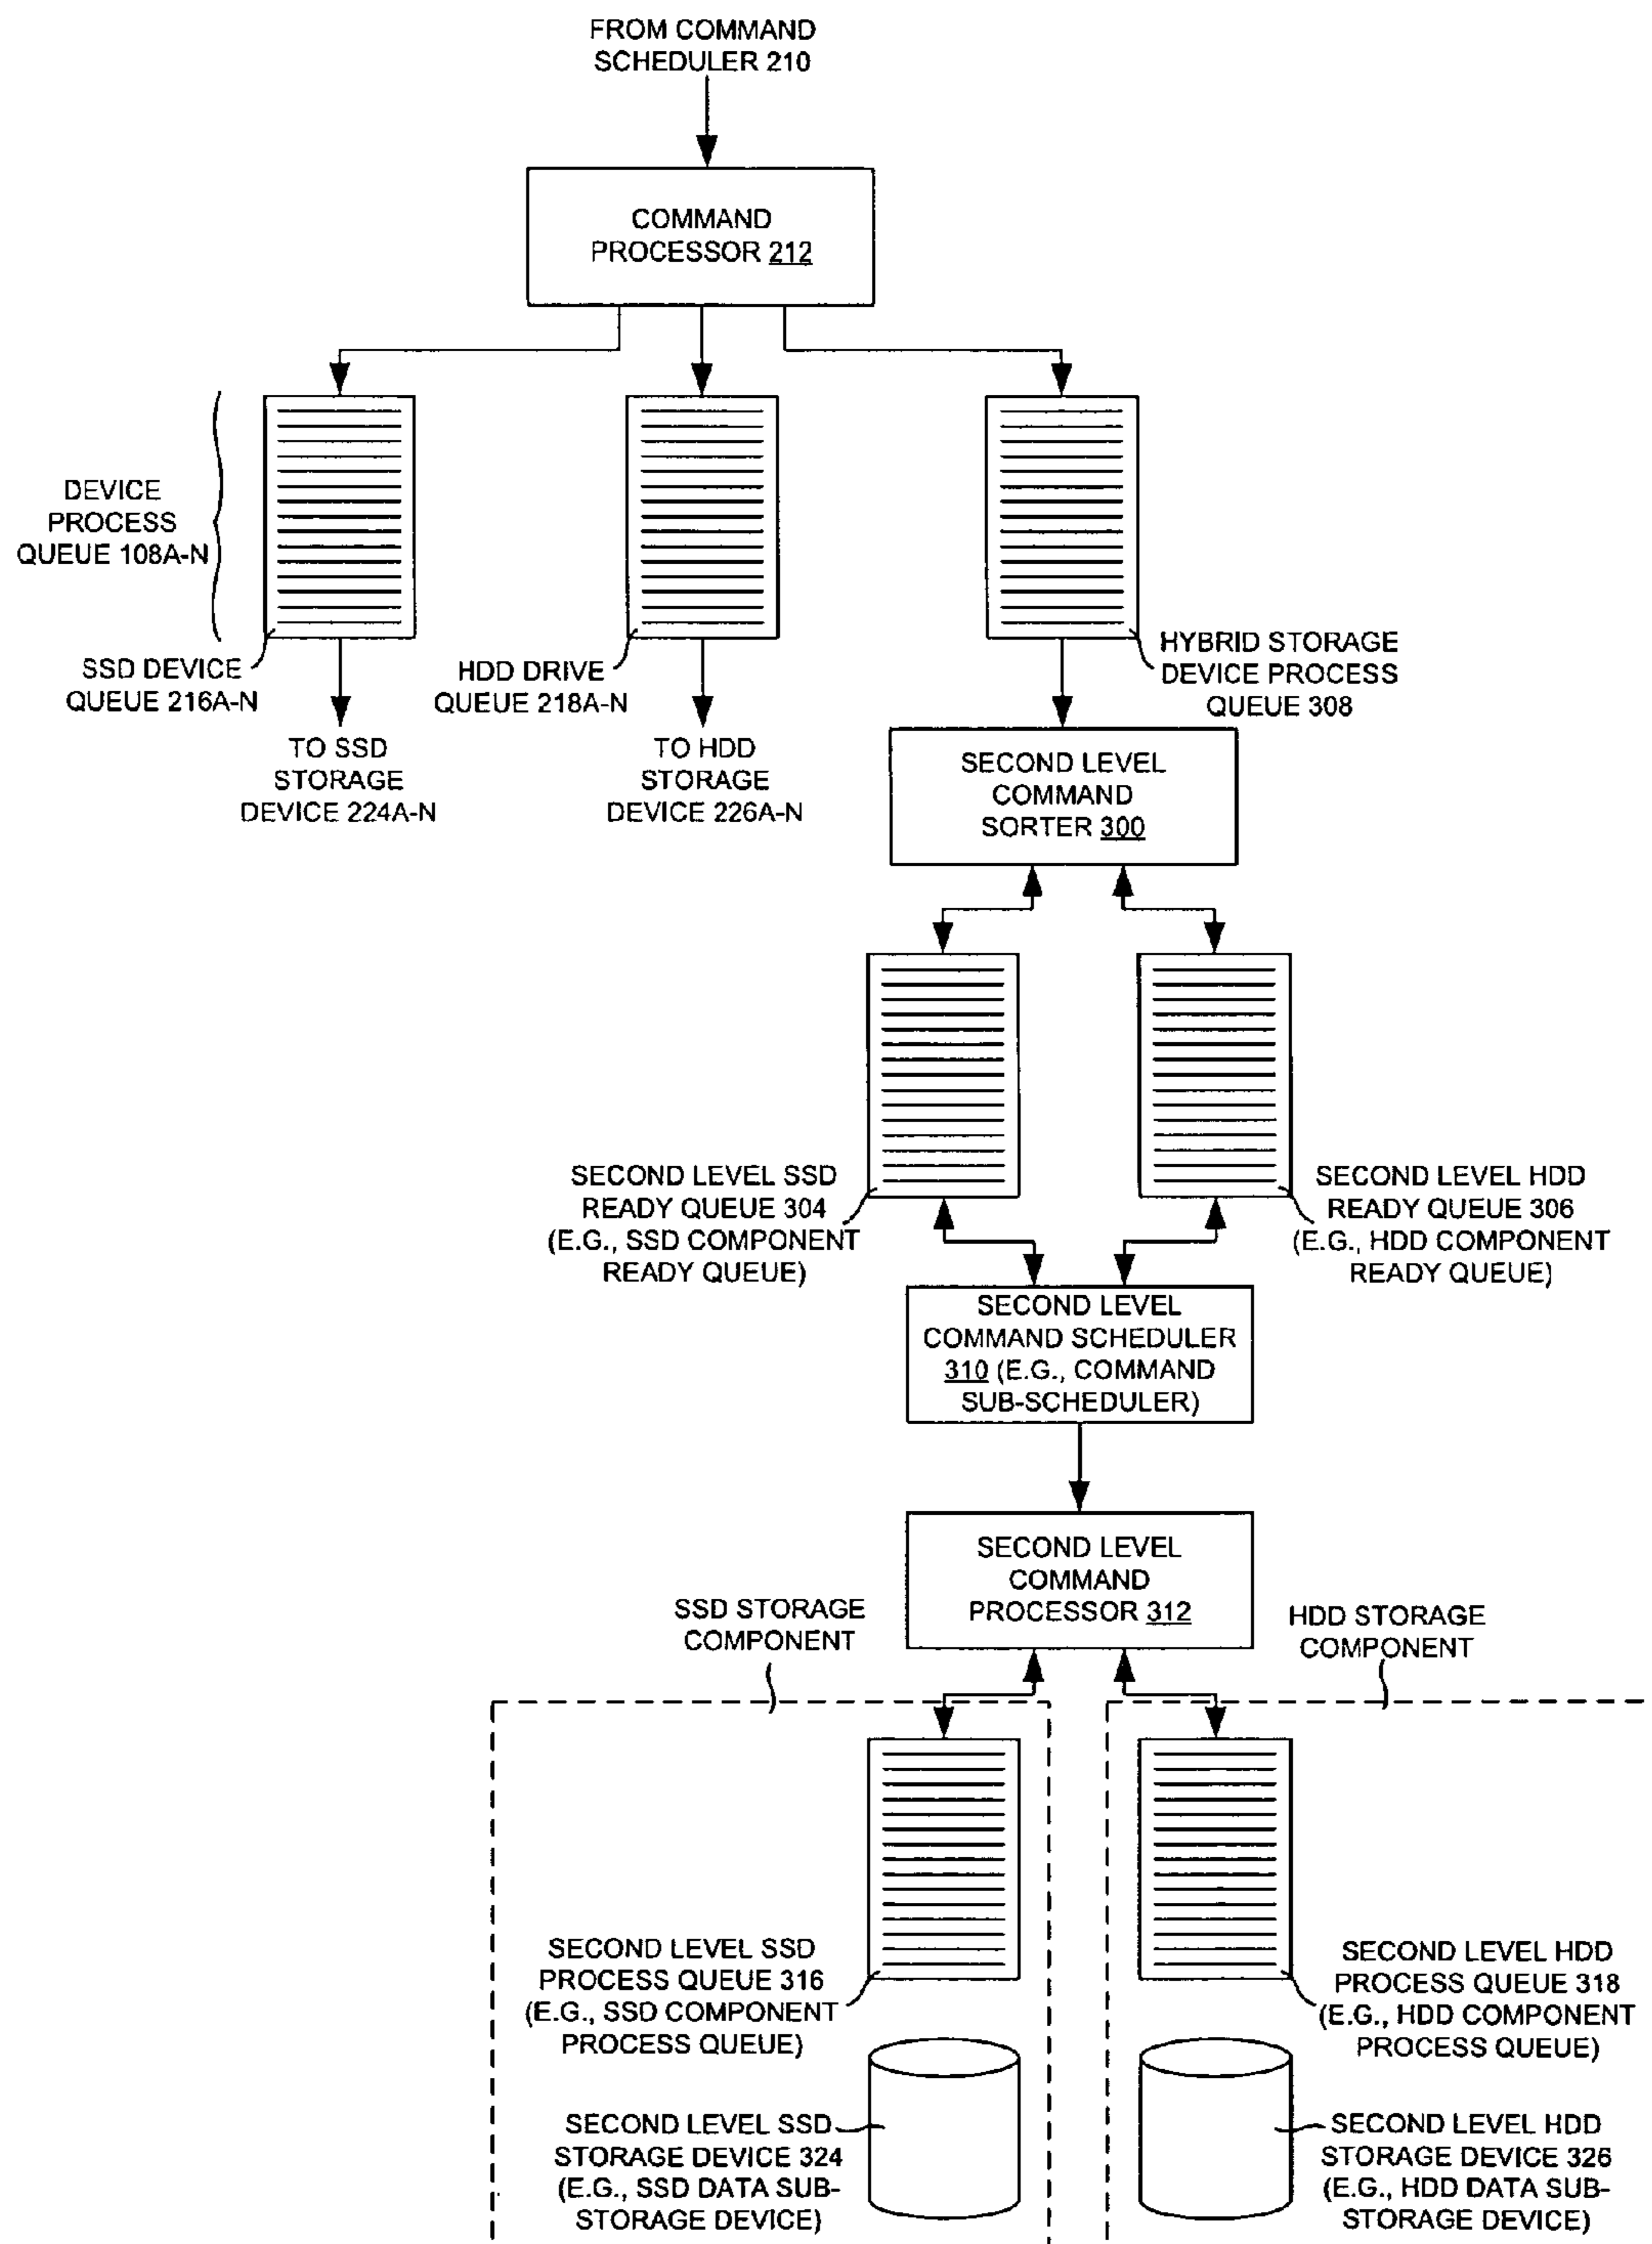 FROM COMMAND
SCHEDULER 210
COMMAND
PROCESSOR 212
DEVICE
PROCESS
QUEUE 108A-N
SSD DEVICE
QUEUE 216A-N
HDD DRIVE
QUEUE 218A-N
HYBRID STORAGE
DEVICE PROCESS
QUEUE 308
TO SSD
STORAGE
DEVICE 224A-N
TO HDD
STORAGE
DEVICE 226A-N
SECOND LEVEL
COMMAND
SORTER 300
SECOND LEVEL SSD
READY QUEUE 304
(E.G., SSD COMPONENT
READY QUEUE)
SECOND LEVEL HDD
READY QUEUE 306
(E.G., HDD COMPONENT
READY QUEUE)
SECOND LEVEL
COMMAND SCHEDULER
310 (E.G., COMMAND
SUB-SCHEDULER)
SECOND LEVEL
COMMAND
PROCESSOR 312
SSD STORAGE
COMPONENT
HDD STORAGE
COMPONENT
SECOND LEVEL SSD
PROCESS QUEUE 316
(E.G., SSD COMPONENT
PROCESS QUEUE)
SECOND LEVEL HDD
PROCESS QUEUE 318
(E.G., HDD COMPONENT
PROCESS QUEUE)
SECOND LEVEL SSD
STORAGE DEVICE 324
(E.G., SSD DATA SUB-
STORAGE DEVICE)
SECOND LEVEL HDD
STORAGE DEVICE 326
(E.G., HDD DATA SUB-
STORAGE DEVICE)